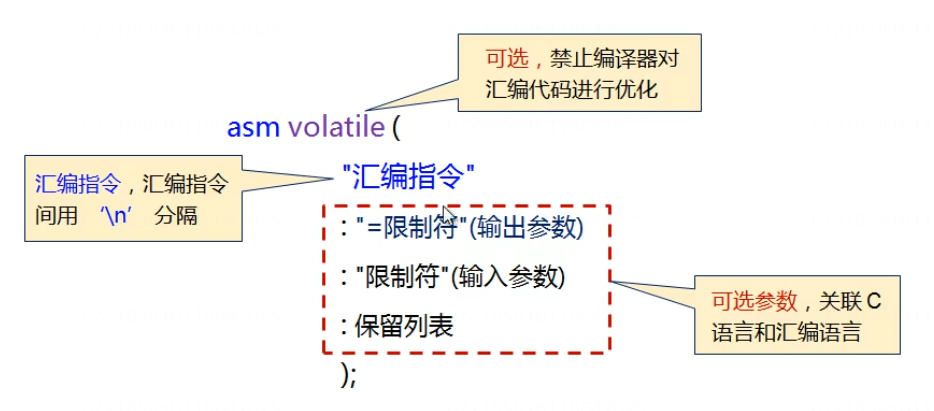 可选，禁止编译器对
汇编代码进行优化
asm volatile (
汇编指令，汇编指令
间用 ‘\n’ 分隔
"汇编指令"
: "=限制符"(输出参数)
: "限制符"(输入参数)
: 保留列表
可选参数，关联 C
语言和汇编语言
);